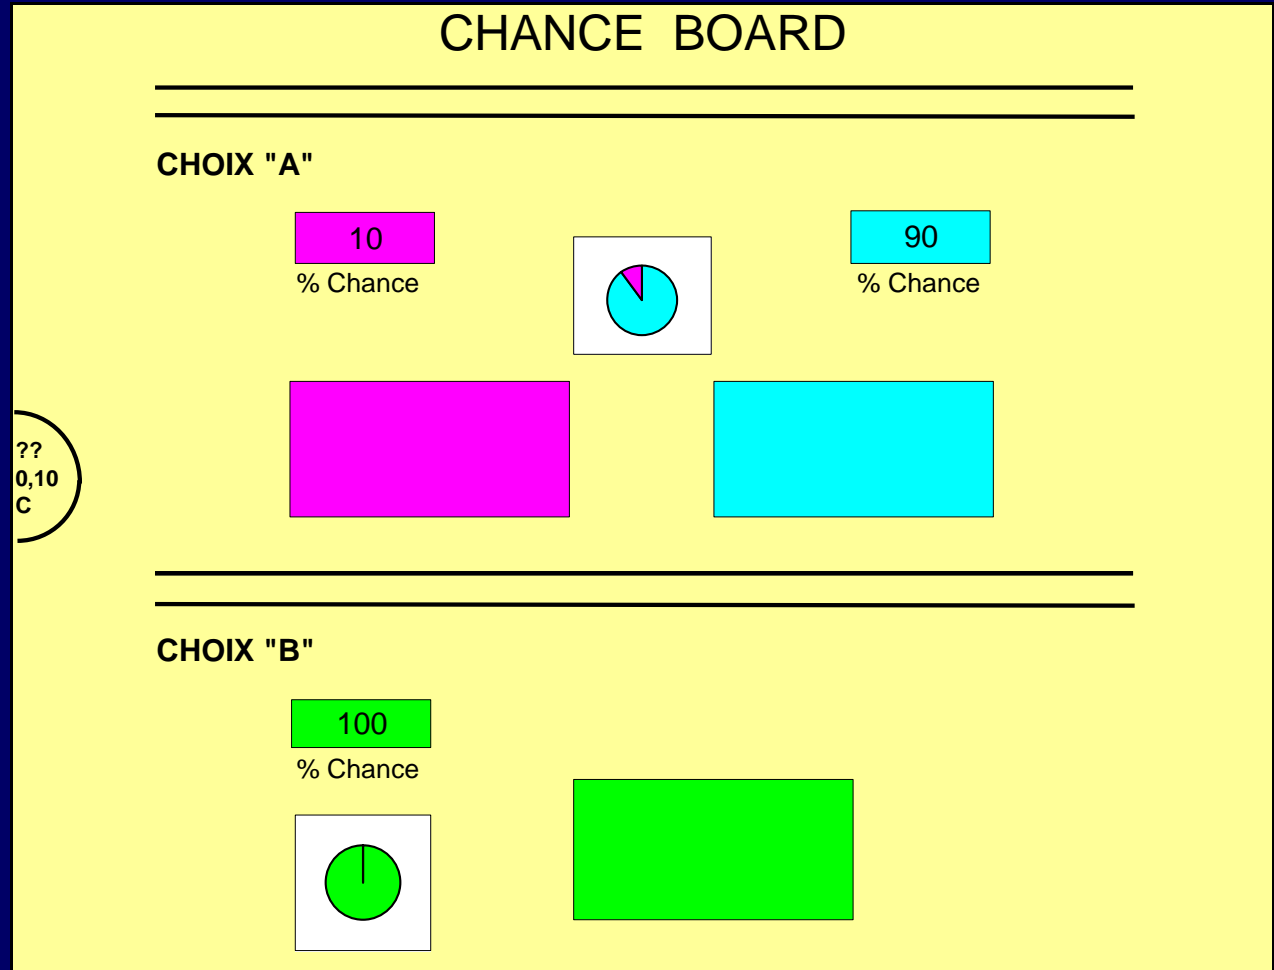 CHANCE BOARD
CHOIX "A"
10
90
% Chance
% Chance
??
0,10
C
CHOIX "B"
100
% Chance